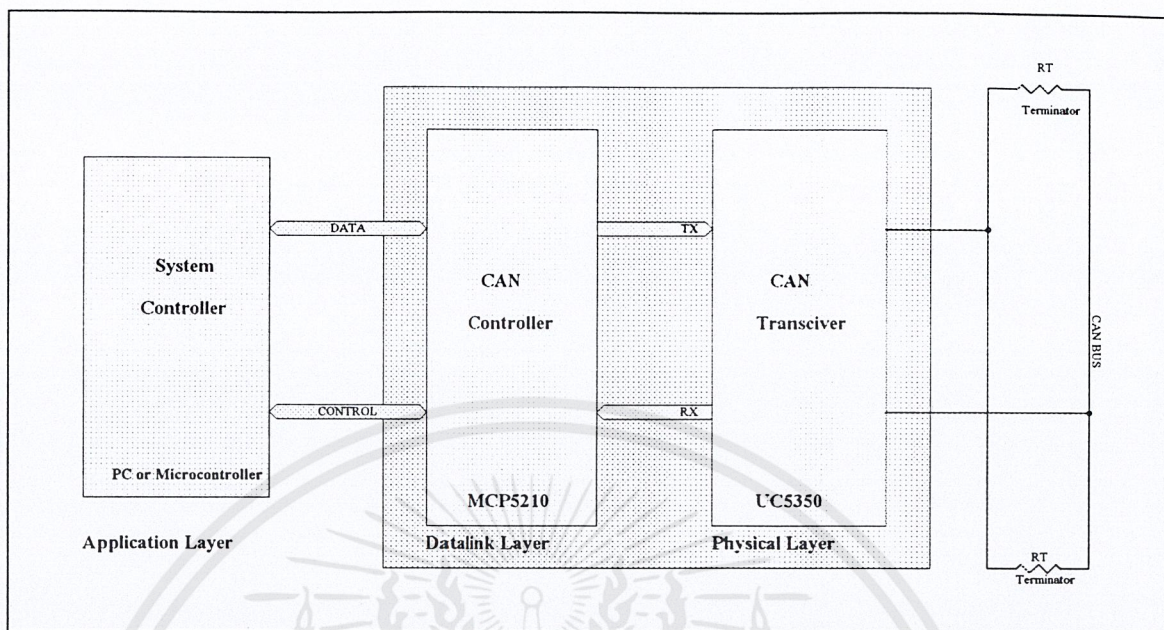 RT
Terminator
DATA
TX
System
Controller
CAN
Controller
CAN
Transciver
CAN BUS
CONTROL
RX
PC or Microcontroller
MCP5210
UC5350
Application Layer
Datalink Layer
Physical Layer
RT
Terminator